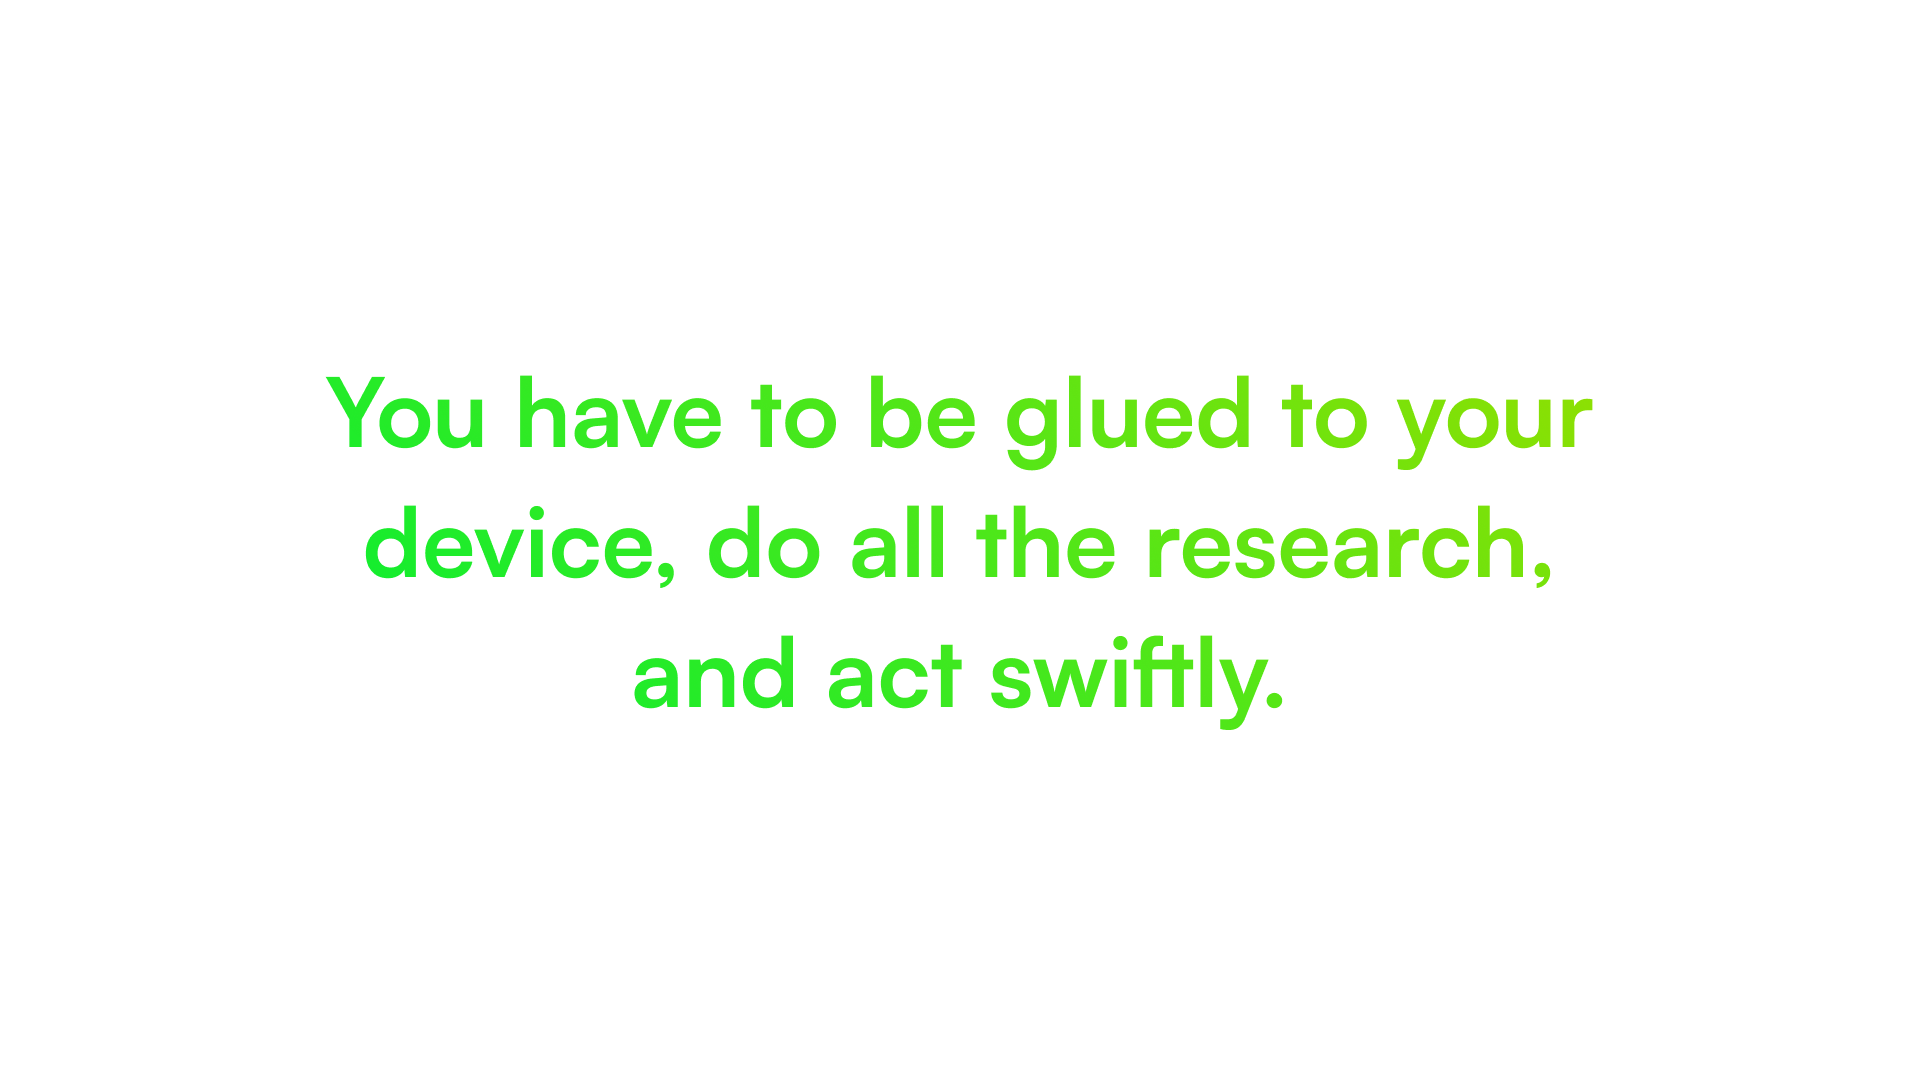 You have to be glued to your
device, do all the research,
and act swiftly.